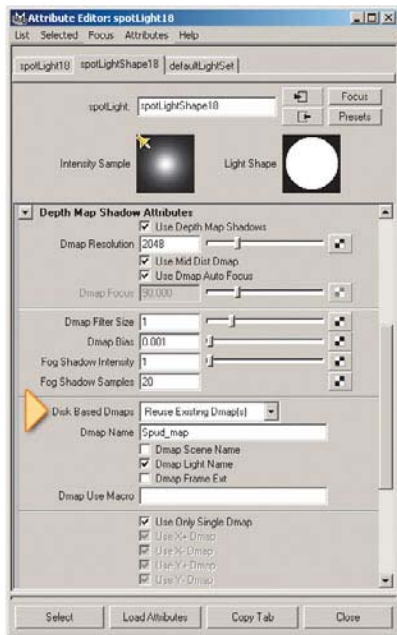 Attribute Editor: spotLight18
List Selected Focus Attributes Help
spotLight18 spotLightShape18 defaultLightSet
spotLight: spotLightShape18 Focus
Presets
Intensity Sample Light Shape
Depth Map Shadow Attributes
Use Depth Map Shadows
Dmap Resolution 2048
Use Mid Dist Dmap
Use Dmap Auto Focus
Dmap Focus 90.000
Dmap Filter Size 1
Dmap Bias 0.001
Fog Shadow Intensity 1
Fog Shadow Samples 20
Disk Based Dmaps Reuse Existing Dmap(s)
Dmap Name Spud_map
Dmap Scene Name
Dmap Light Name
Dmap Frame Ext
Dmap Use Macro
Use Only Single Dmap
Use X+ Dmap
Use X- Dmap
Use Y+ Dmap
Use Y- Dmap
Select Load Attributes Copy Tab Close